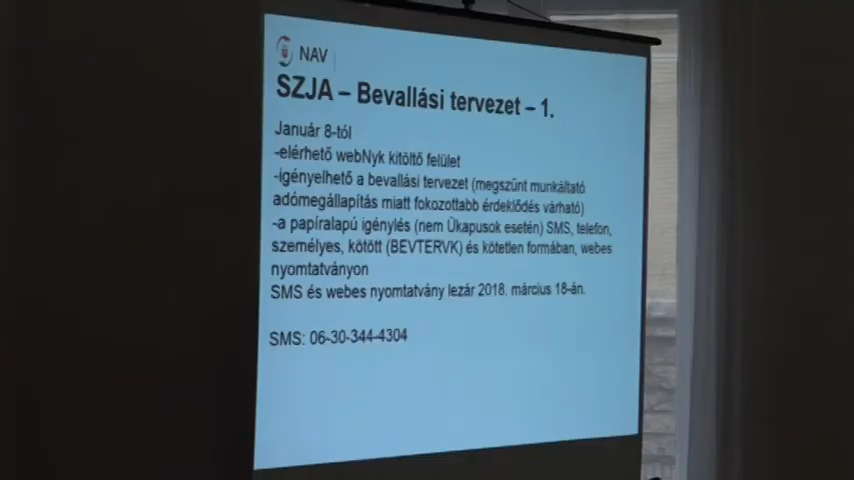 NAV
SZJA – Bevallási tervezet – 1.
Január 8-tól
-elérhető webNyk kitöltő felület
-igényelhető a bevallási tervezet (megszűnt munkáltató
adómegállapítás miatt fokozottabb érdeklődés várható)
-a papíralapú igénylés (nem Ükapusok esetén) SMS, telefon,
személyes, kötött (BEVTERVK) és kötetlen formában, webes
nyomtatványon
SMS és webes nyomtatvány lezár 2018. március 18-án.
SMS: 06-30-344-4304